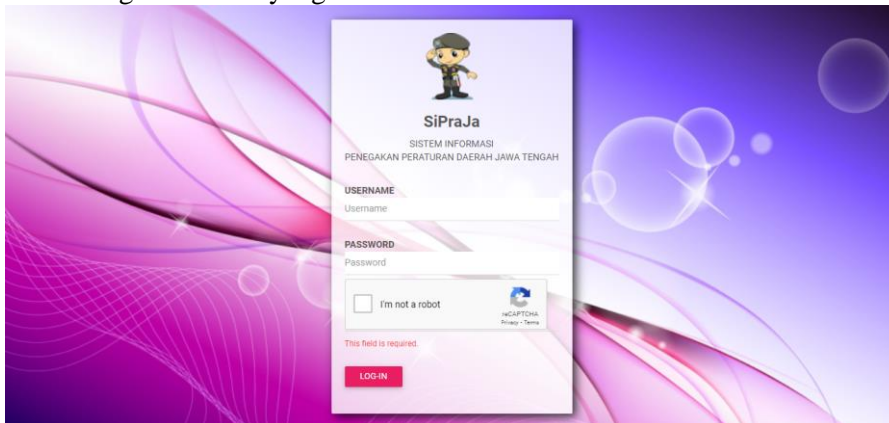 SiPraJa
SISTEM INFORMASI
PENEGAKAN PERATURAN DAERAH JAWA TENGAH
USERNAME
Username
PASSWORD
Password
I'm not a robot
reCAPTCHA
Privacy - Terms
This field is required.
LOG-IN